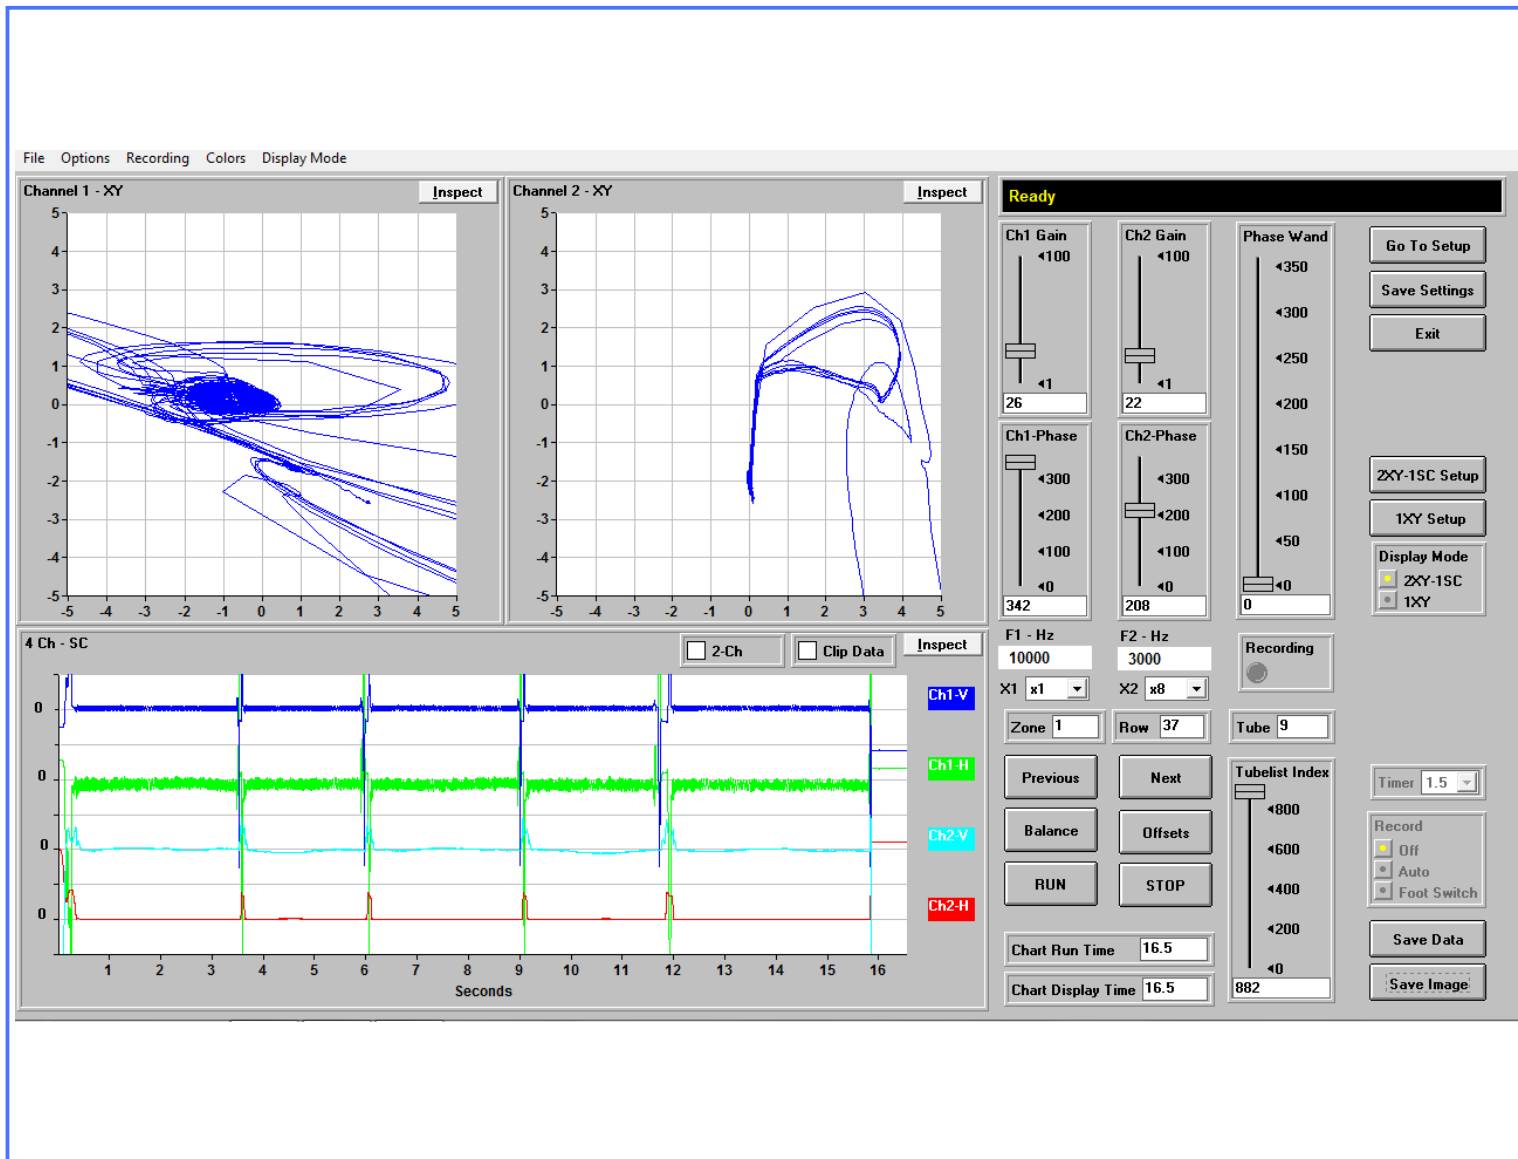 File Options Recording Colors Display Mode
Channel 1 - XY
Inspect
5
4
3
2
1
0
-1
-2
-3
-4
-5
-5 -4 -3 -2 -1 0 1 2 3 4 5
Channel 2 - XY
Inspect
5
4
3
2
1
0
-1
-2
-3
-4
-5
-5 -4 -3 -2 -1 0 1 2 3 4 5
4 Ch - SC
2-Ch
Clip Data
Inspect
0
0
0
0
Ch1-V
Ch1-H
Ch2-V
Ch2-H
1 2 3 4 5 6 7 8 9 10 11 12 13 14 15 16
Seconds
Ready
Ch1 Gain
100
1
26
Ch2 Gain
100
1
22
Phase Wand
350
300
250
200
150
100
50
0
0
Ch1-Phase
300
200
100
0
342
Ch2-Phase
300
200
100
0
208
Go To Setup
Save Settings
Exit
2XY-1SC Setup
1XY Setup
Display Mode
2XY-1SC
1XY
F1 - Hz
10000
F2 - Hz
3000
X1 x1
X2 x8
Recording
Zone 1
Row 37
Tube 9
Previous
Next
Balance
Offsets
RUN
STOP
Tubelist Index
800
600
400
200
0
882
Timer 1.5
Record
Off
Auto
Foot Switch
Chart Run Time 16.5
Chart Display Time 16.5
Save Data
Save Image